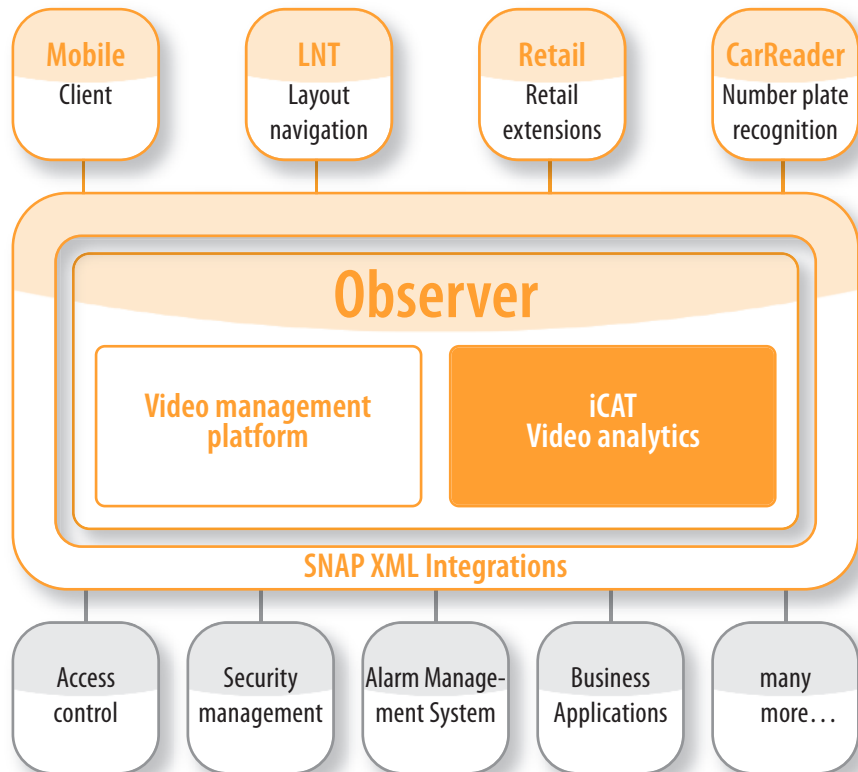 Mobile
Client
LNT
Layout
navigation
Retail
Retail
extensions
CarReader
Number plate
recognition
Observer
Video management
platform
iCAT
Video analytics
SNAP XML Integrations
Access
control
Security
management
Alarm Manage-
ment System
Business
Applications
many
more…